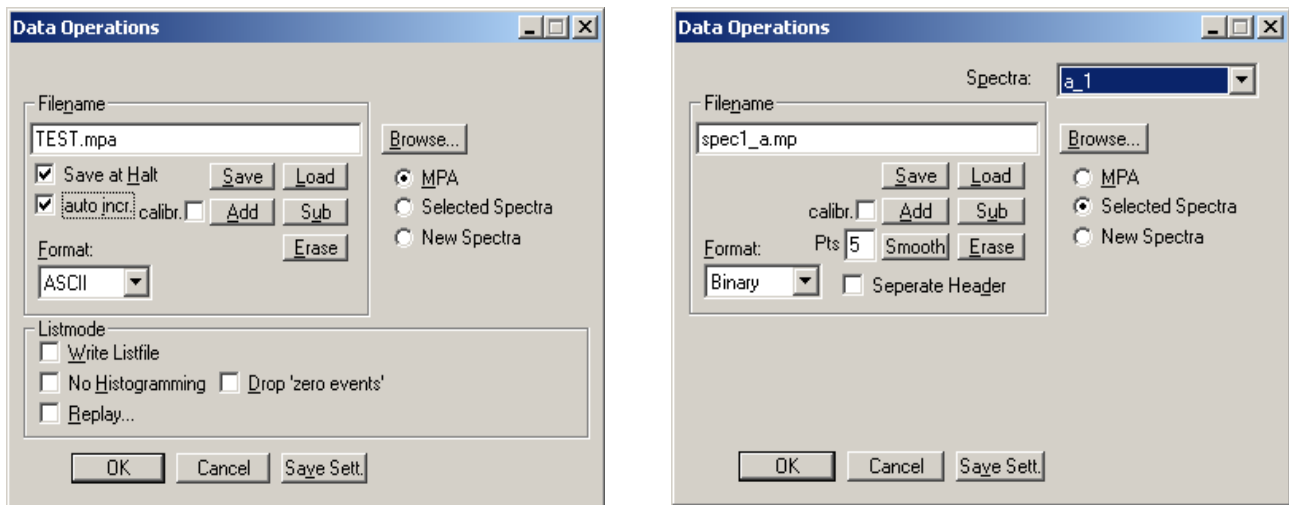 Data Operations
Filename
TEST.mpa
Browse...
Save at Halt Save Load
MPA
auto incr. calibr. Add Sub
Selected Spectra
New Spectra
Format: Erase
ASCII
Listmode
Write Listfile
No Histogramming Drop 'zero events'
Replay...
OK Cancel Save Sett.
Data Operations
Spectra: a_1
Filename
spec1_a.mp
Browse...
Save Load
MPA
calibr. Add Sub
Selected Spectra
Format: Pts 5 Smooth Erase
New Spectra
Binary Seperate Header
OK Cancel Save Sett.